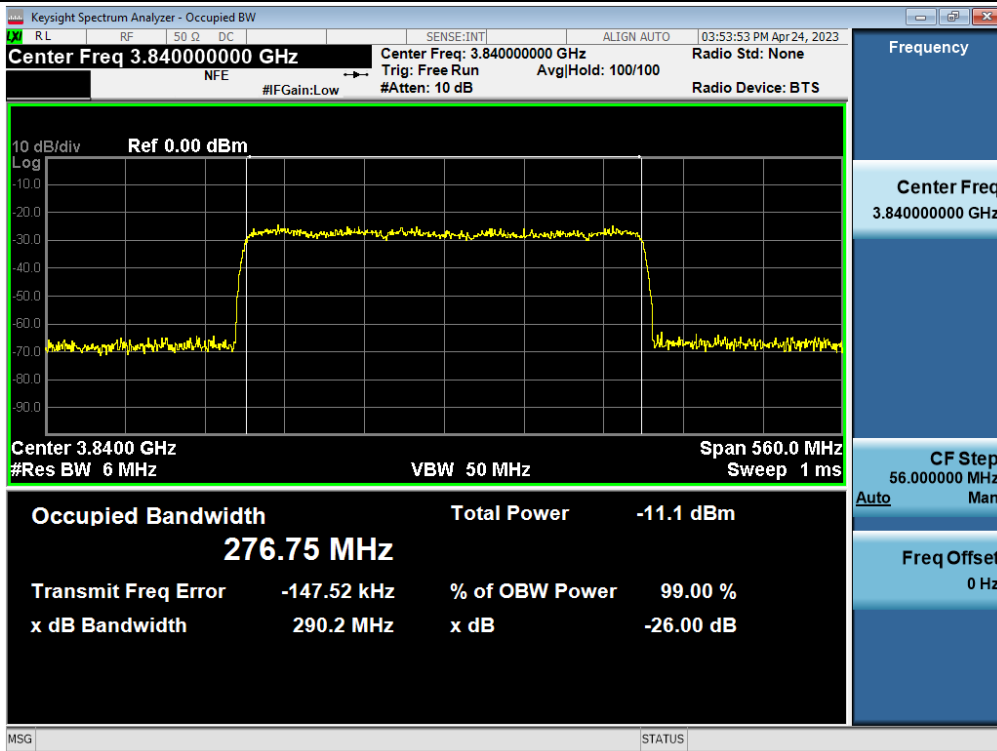 Keysight Spectrum Analyzer - Occupied BW
LXI RL RF 50 Ω DC SENSE:INT ALIGN AUTO 03:53:53 PM Apr 24, 2023
Center Freq 3.840000000 GHz
NFE
#IFGain:Low
Center Freq: 3.840000000 GHz
Trig: Free Run Avg|Hold: 100/100
#Atten: 10 dB
Radio Std: None
Radio Device: BTS
10 dB/div Ref 0.00 dBm
Log
-10.0
-20.0
-30.0
-40.0
-50.0
-60.0
-70.0
-80.0
-90.0
Center 3.8400 GHz Span 560.0 MHz
#Res BW 6 MHz VBW 50 MHz Sweep 1 ms
Occupied Bandwidth Total Power -11.1 dBm
276.75 MHz
Transmit Freq Error -147.52 kHz % of OBW Power 99.00 %
x dB Bandwidth 290.2 MHz x dB -26.00 dB
Frequency
Center Freq
3.840000000 GHz
CF Step
56.000000 MHz
Auto Man
Freq Offset
0 Hz
MSG STATUS